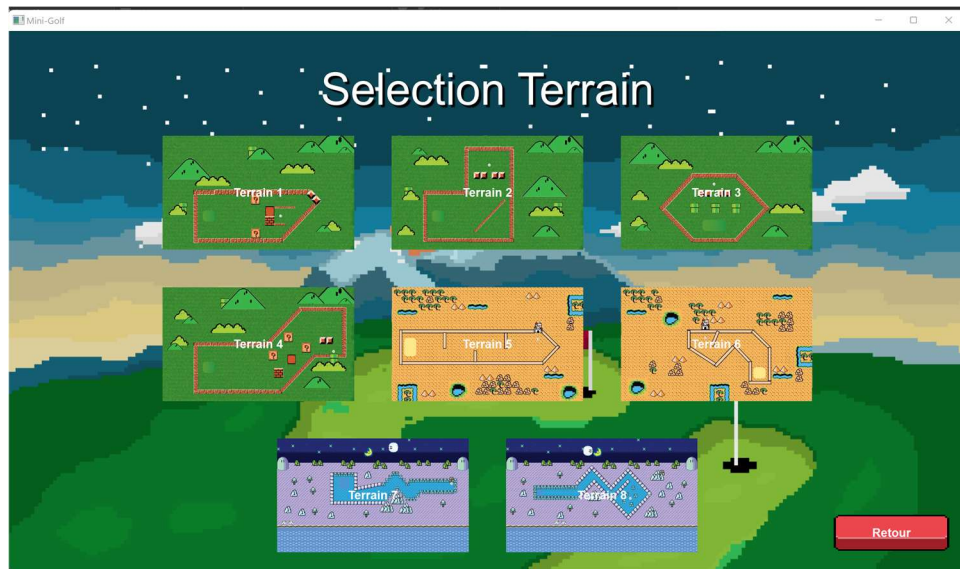 Mini-Golf
Selection Terrain
Terrain 1
Terrain 2
Terrain 3
Terrain 4
Terrain 5
Terrain 6
Terrain 7
Terrain 8
Retour